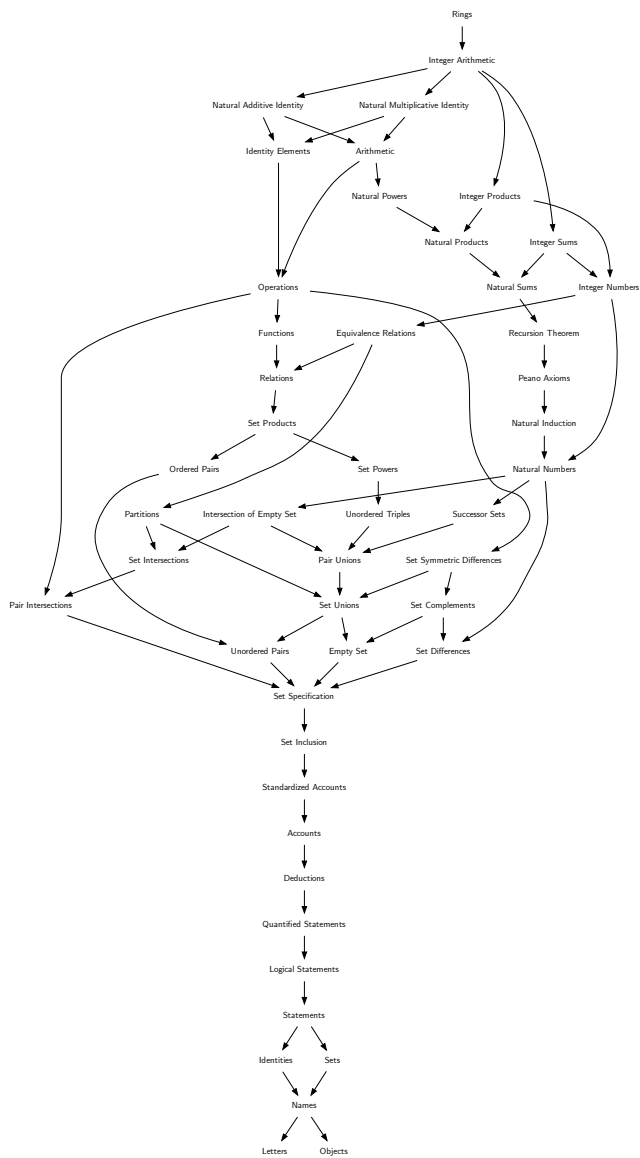 Rings
Integer Arithmetic
Natural Additive Identity
Natural Multiplicative Identity
Identity Elements
Arithmetic
Natural Powers
Integer Products
Natural Products
Integer Sums
Operations
Natural Sums
Integer Numbers
Functions
Equivalence Relations
Recursion Theorem
Relations
Peano Axioms
Set Products
Natural Induction
Ordered Pairs
Set Powers
Natural Numbers
Partitions
Intersection of Empty Set
Unordered Triples
Successor Sets
Set Intersections
Pair Unions
Set Symmetric Differences
Pair Intersections
Set Unions
Set Complements
Unordered Pairs
Empty Set
Set Differences
Set Specification
Set Inclusion
Standardized Accounts
Accounts
Deductions
Quantified Statements
Logical Statements
Statements
Identities
Sets
Names
Letters
Objects